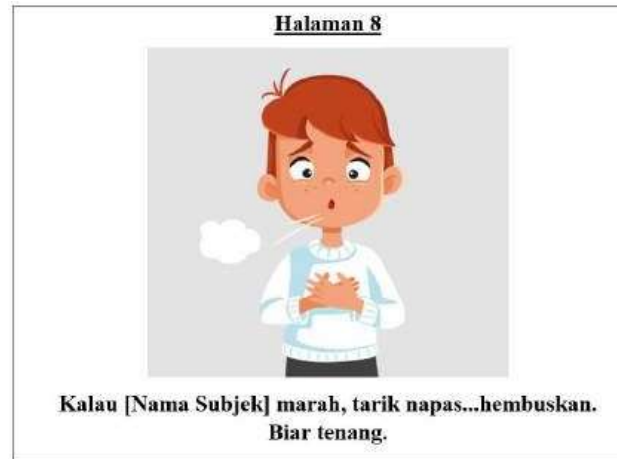 Halaman 8
Kalau [Nama Subjek] marah, tarik napas...hembuskan.
Biar tenang.